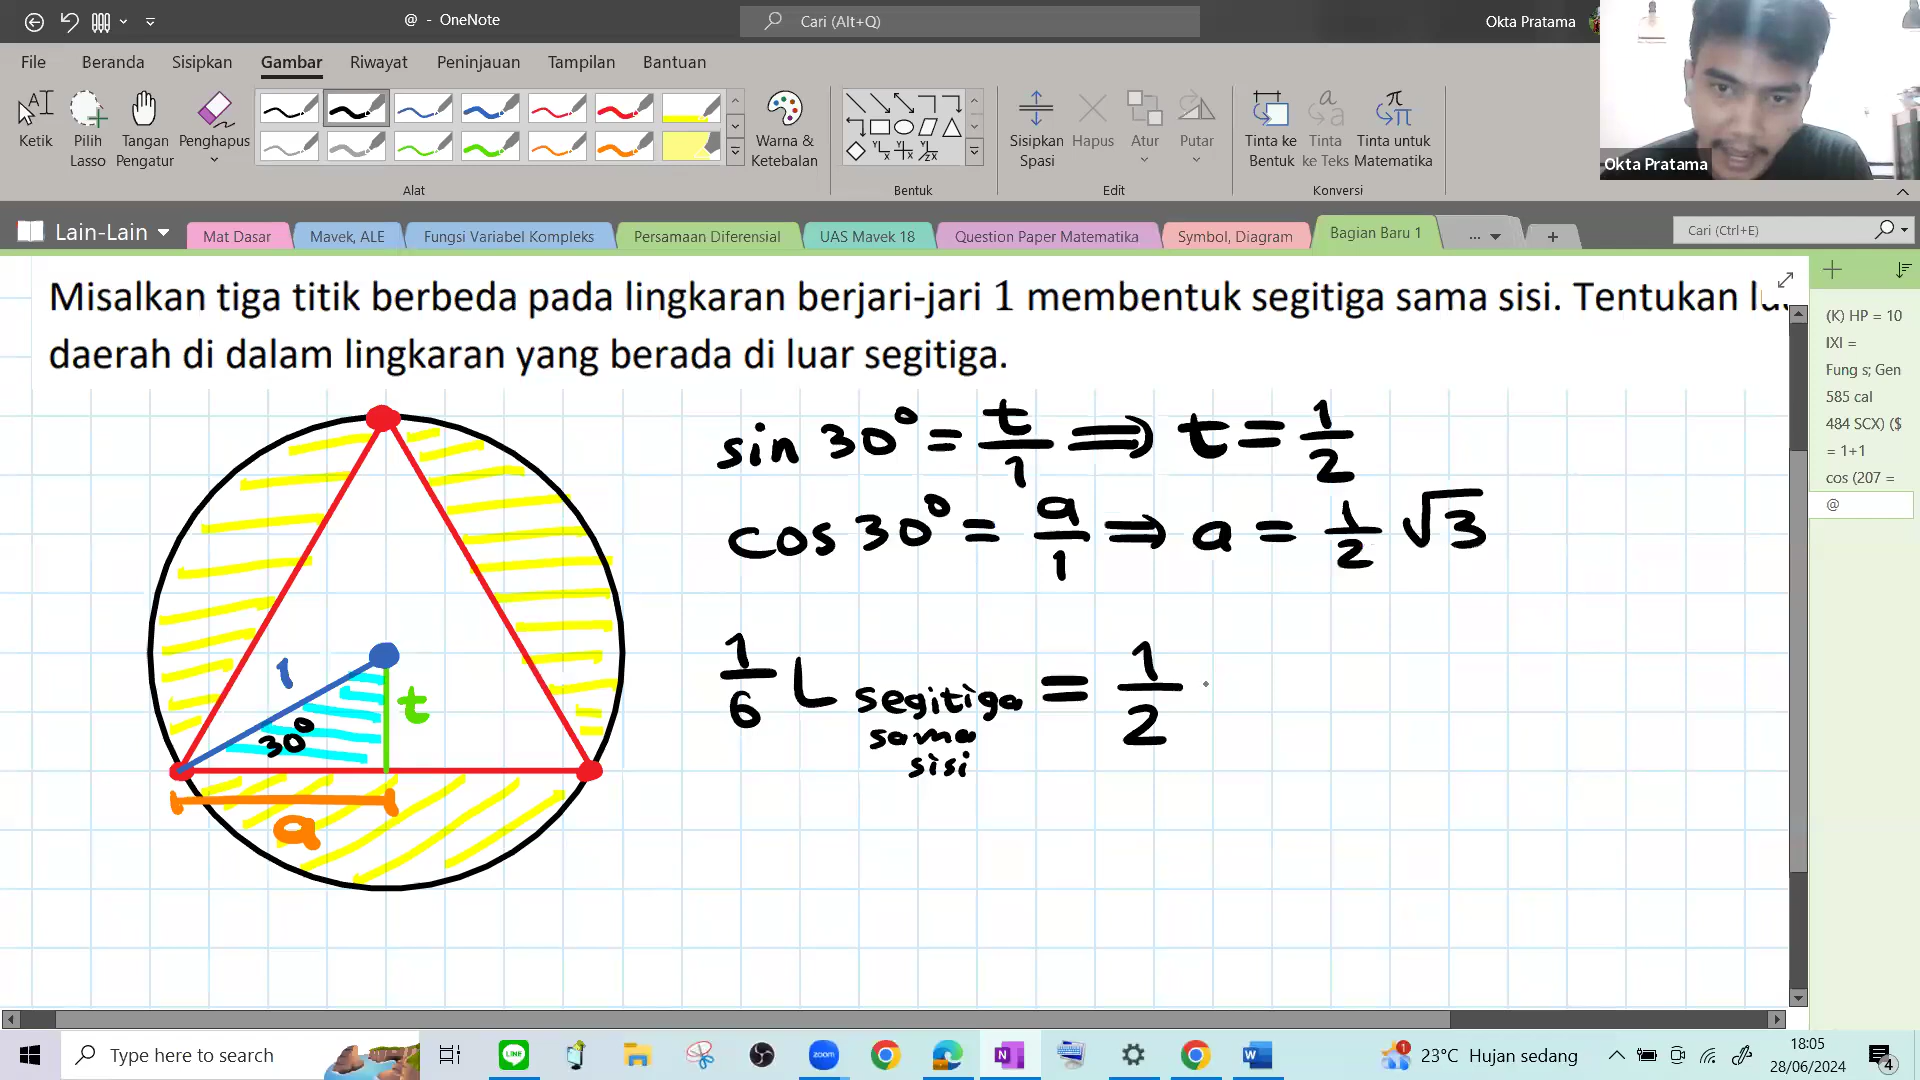 @ - OneNote
Cari (Alt+Q)
Okta Pratama
File Beranda Sisipkan Gambar Riwayat Peninjauan Tampilan Bantuan
Ketik
Pilih Lasso
Tangan Pengatur
Penghapus
Warna & Ketebalan
Sisipkan Spasi
Hapus
Atur
Putar
Tinta ke Bentuk
Tinta ke Teks
Tinta untuk Matematika
Alat
Bentuk
Edit
Konversi
Okta Pratama
Lain-Lain
Mat Dasar
Mavek, ALE
Fungsi Variabel Kompleks
Persamaan Diferensial
UAS Mavek 18
Question Paper Matematika
Symbol, Diagram
Bagian Baru 1
...
Cari (Ctrl+E)
Misalkan tiga titik berbeda pada lingkaran berjari-jari 1 membentuk segitiga sama sisi. Tentukan
daerah di dalam lingkaran yang berada di luar segitiga.
(K) HP = 10
IXI =
Fung s; Gen
585 cal
484 SCX) ($
= 1+1
cos (207 =
@
sin 30° = t/1 ⟹ t = 1/2
cos 30° = a/1 ⟹ a = 1/2 √3
1/6 L segitiga sama sisi = 1/2
1
t
30°
a
Type here to search
23°C Hujan sedang
18:05
28/06/2024
4